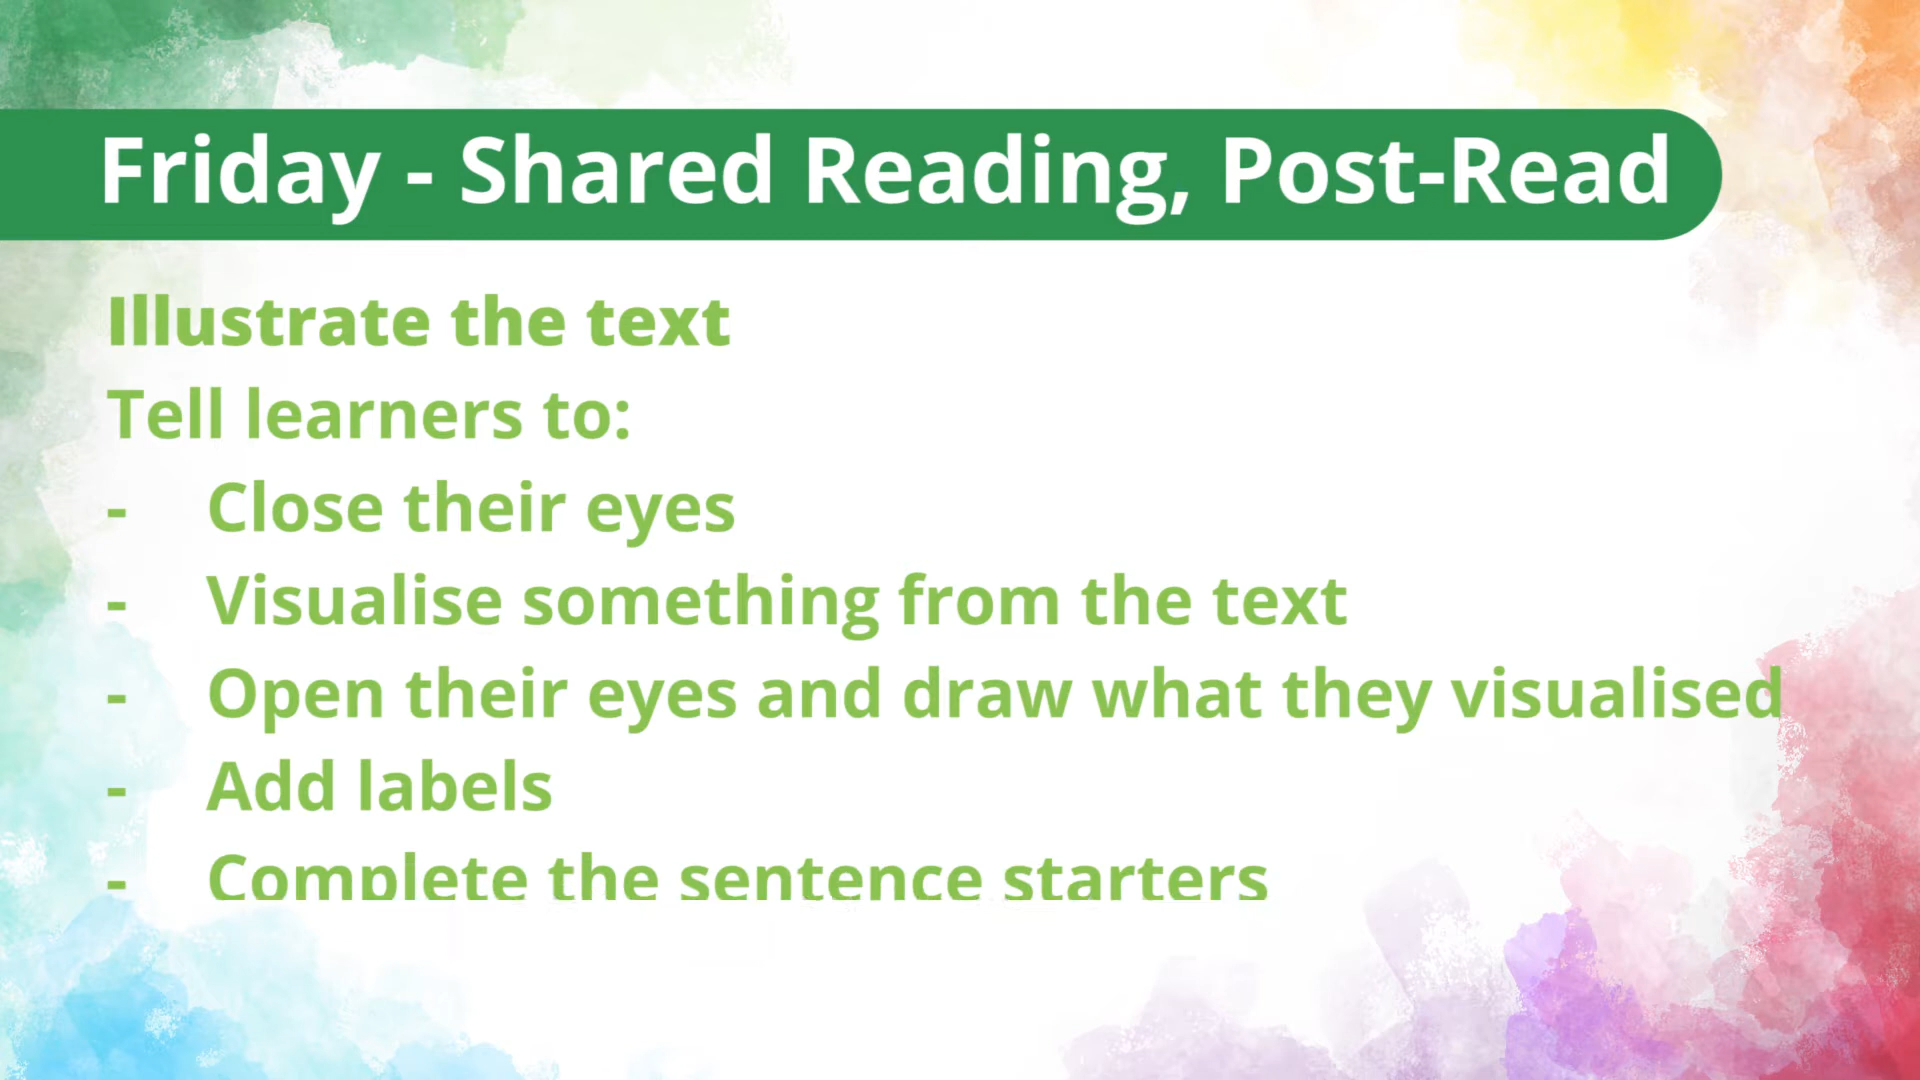 Friday - Shared Reading, Post-Read
Illustrate the text
Tell learners to:
- Close their eyes
- Visualise something from the text
- Open their eyes and draw what they visualised
- Add labels
- Complete the sentence starters